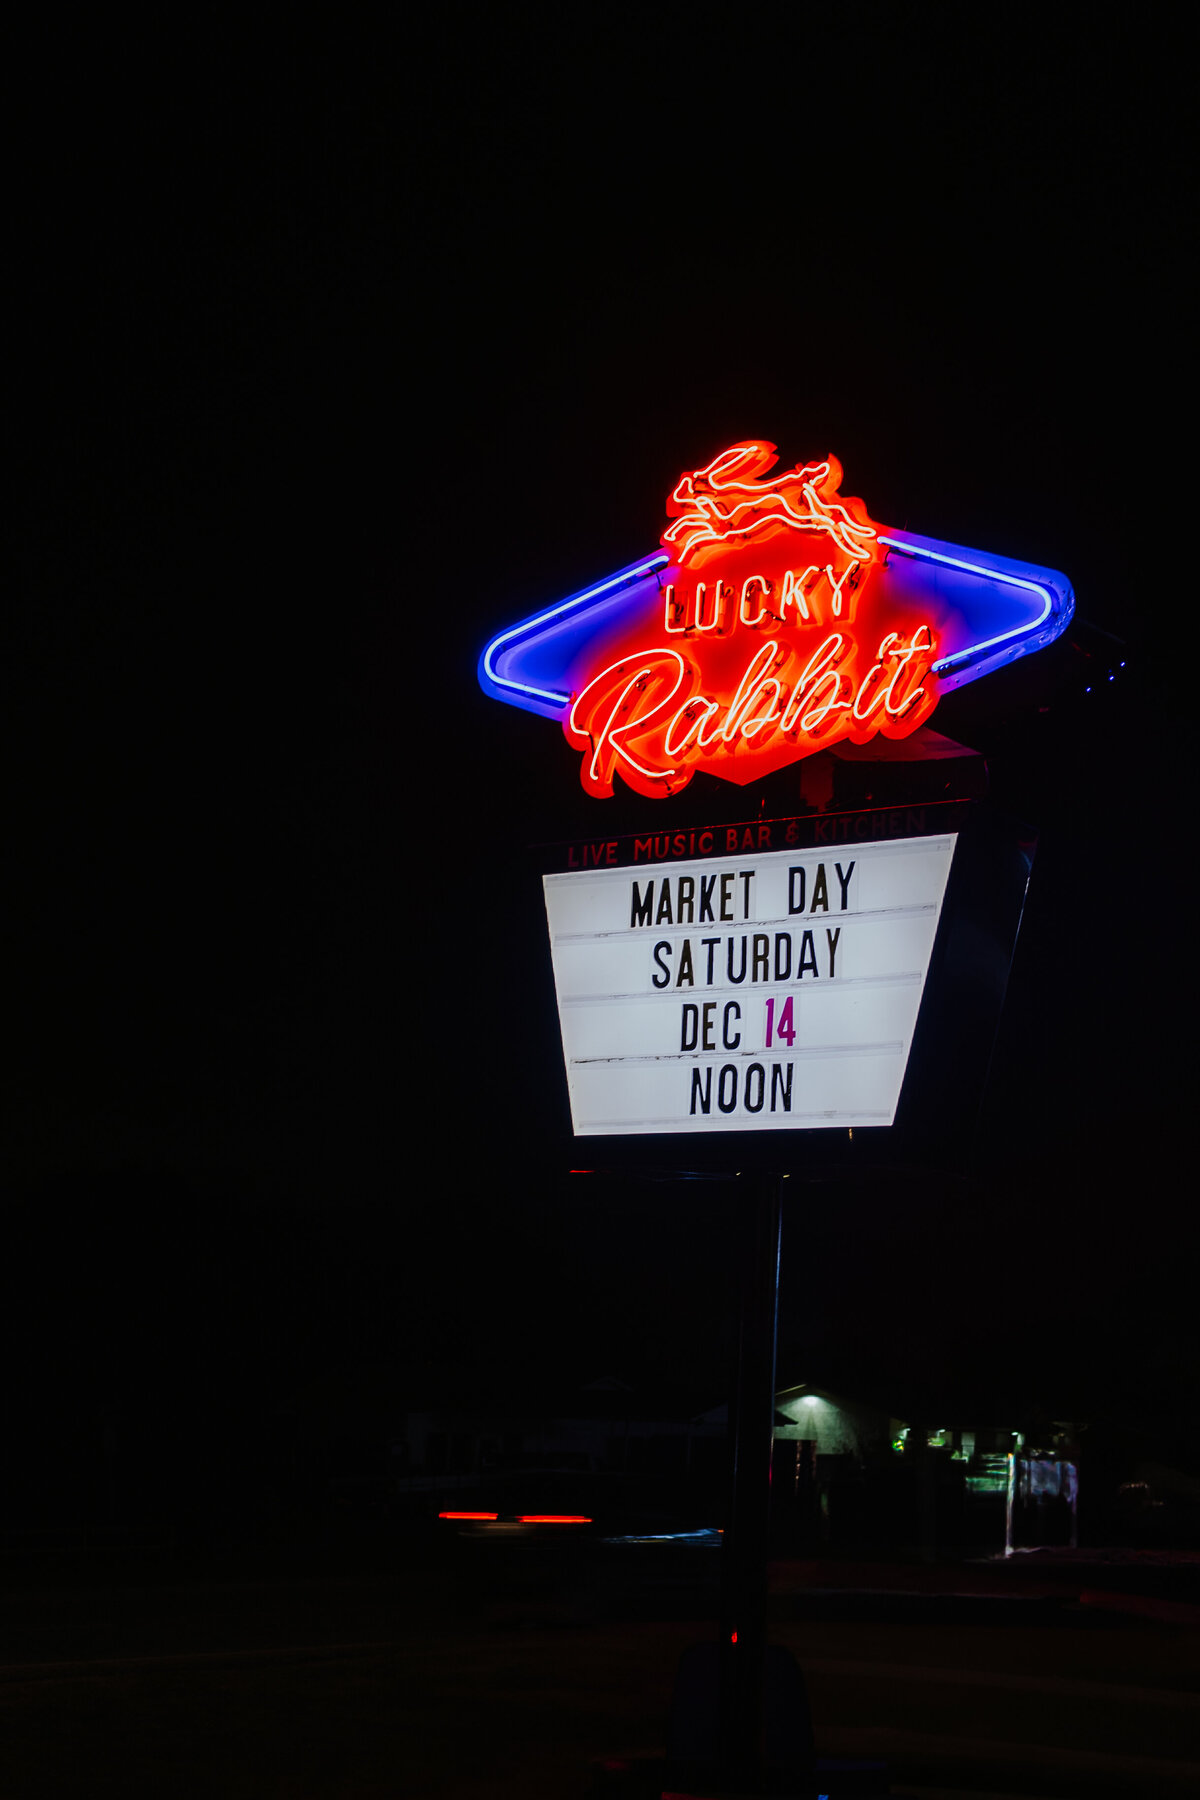 LUCKY
Rabbit
LIVE MUSIC BAR & KITCHEN
MARKET DAY
SATURDAY
DEC 14
NOON